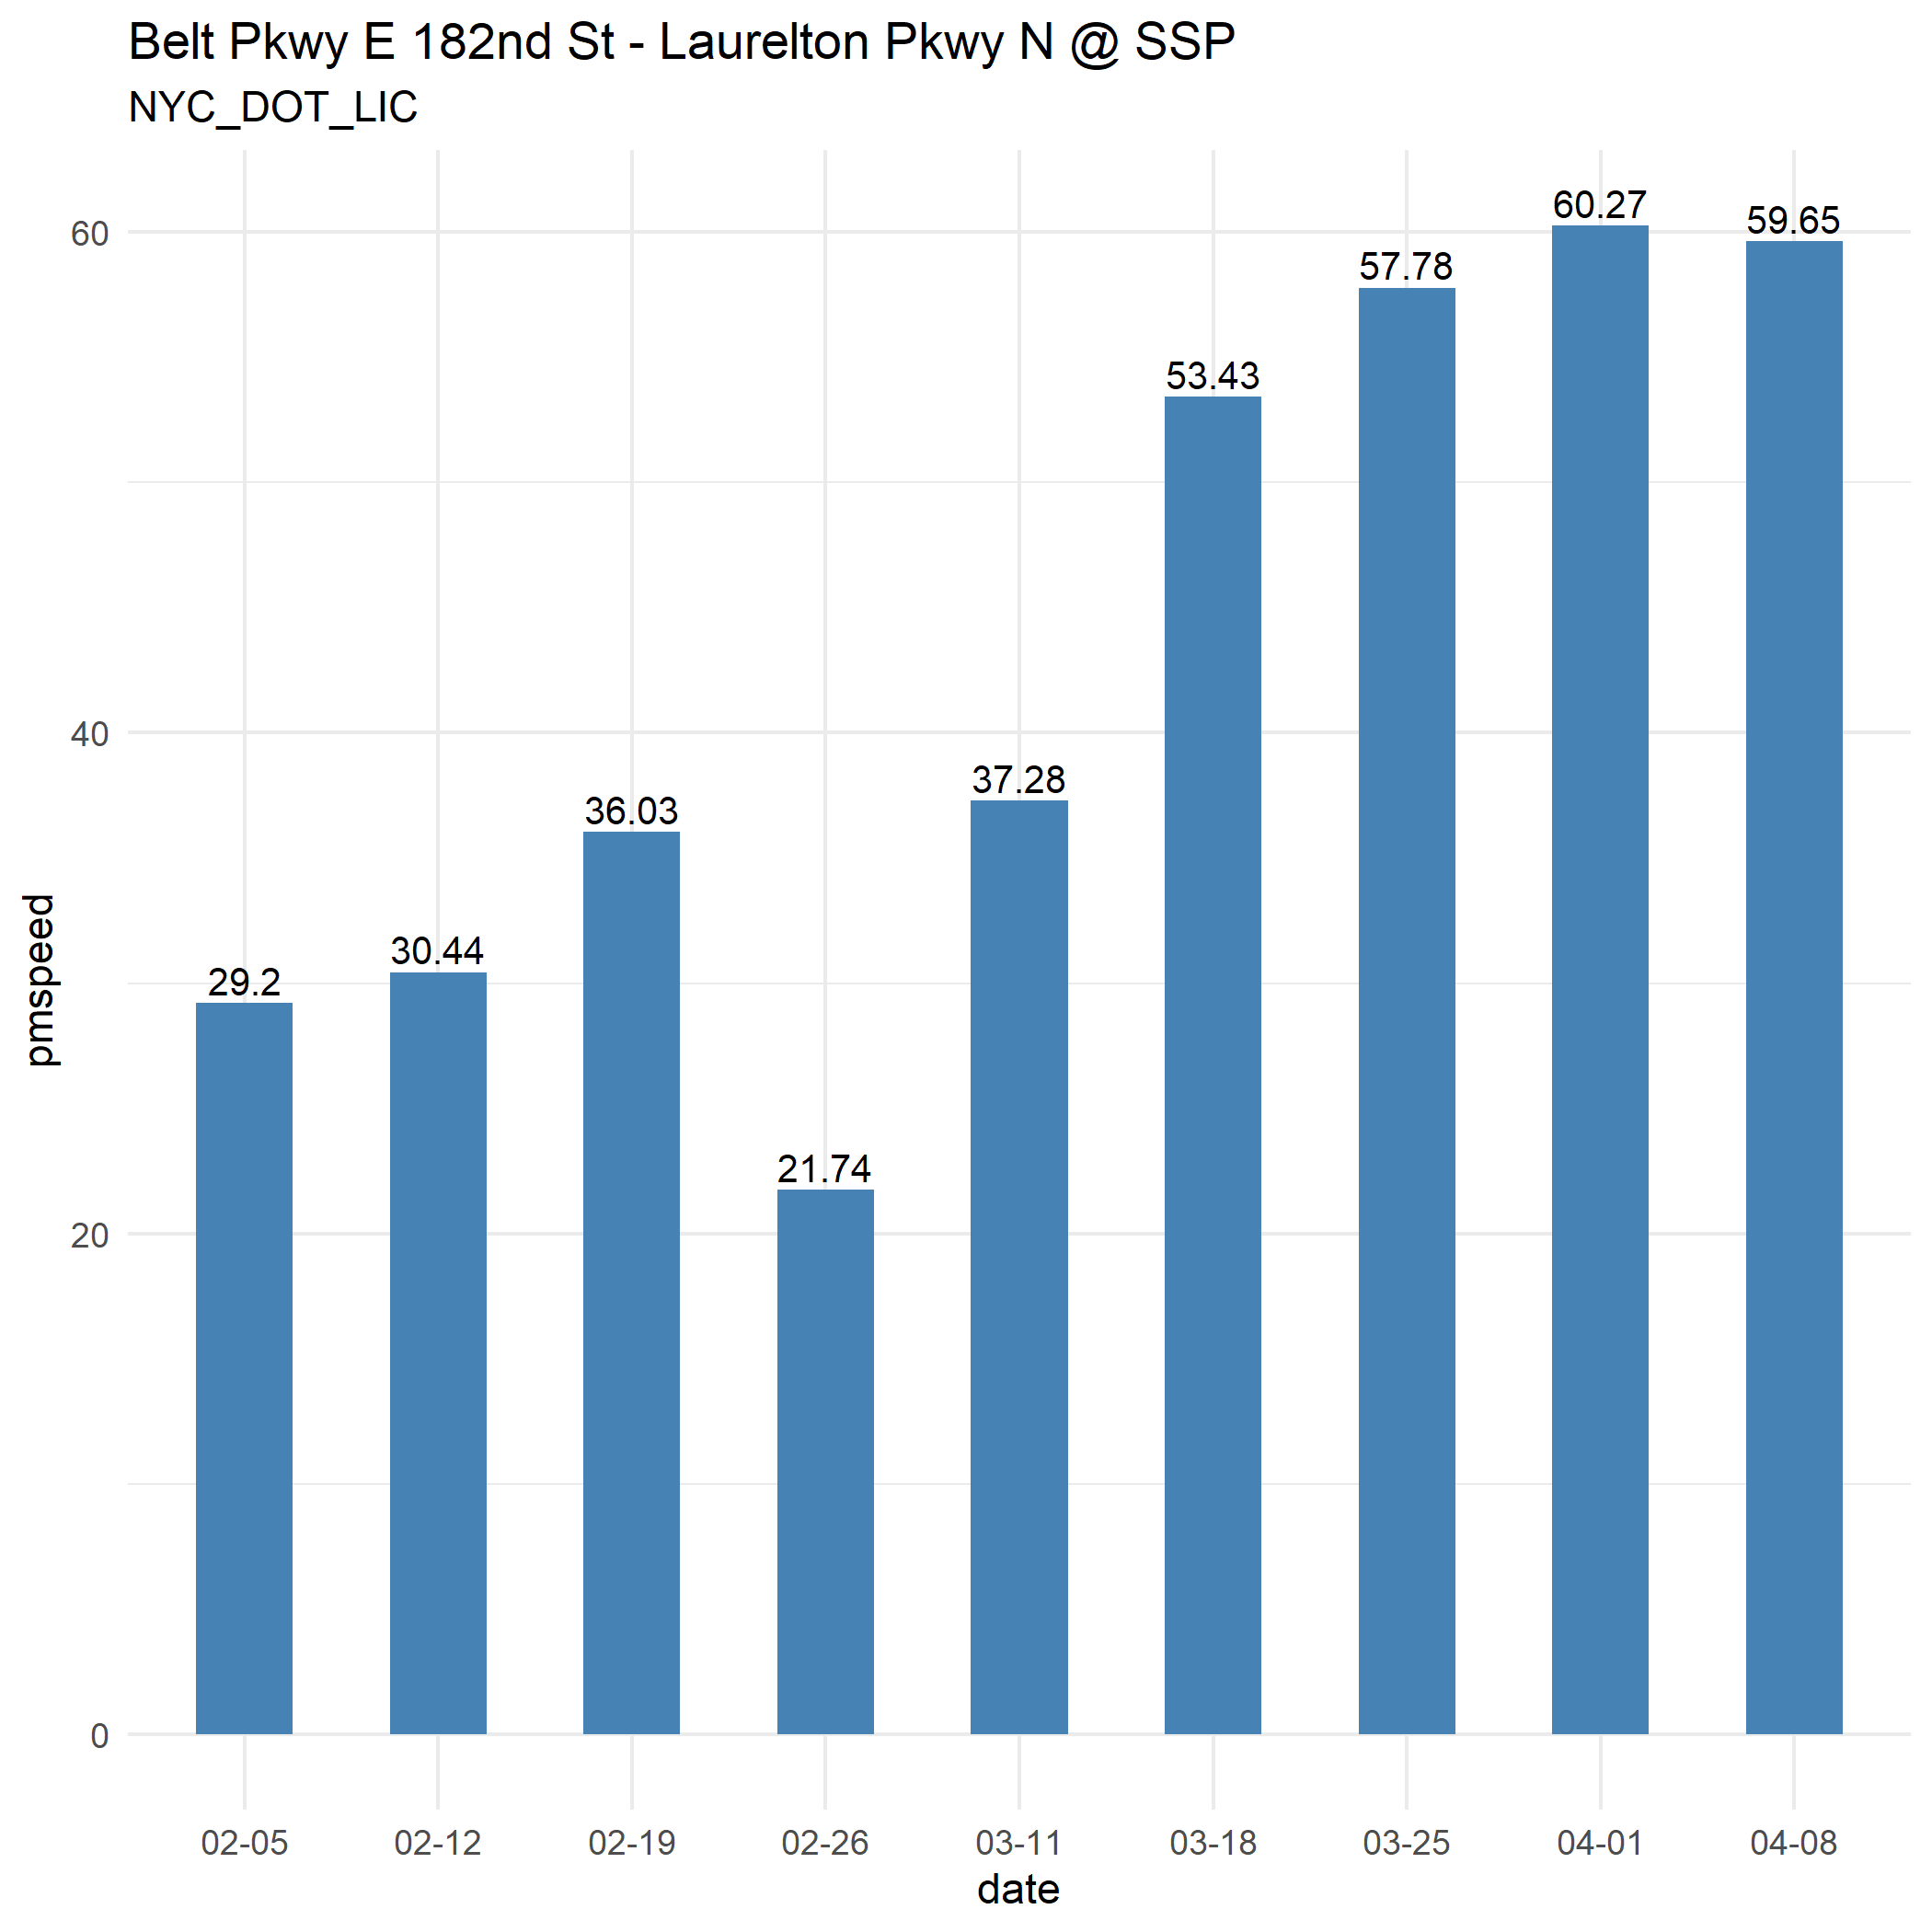 Belt Pkwy E 182nd St - Laurelton Pkwy N @ SSP
NYC_DOT_LIC
60.27
59.65
60
57.78
53.43
40
37.28
36.03
30.44
29.2
pmspeed
21.74
20
0
02-05 02-12 02-19 02-26 03-11 03-18 03-25 04-01 04-08
date